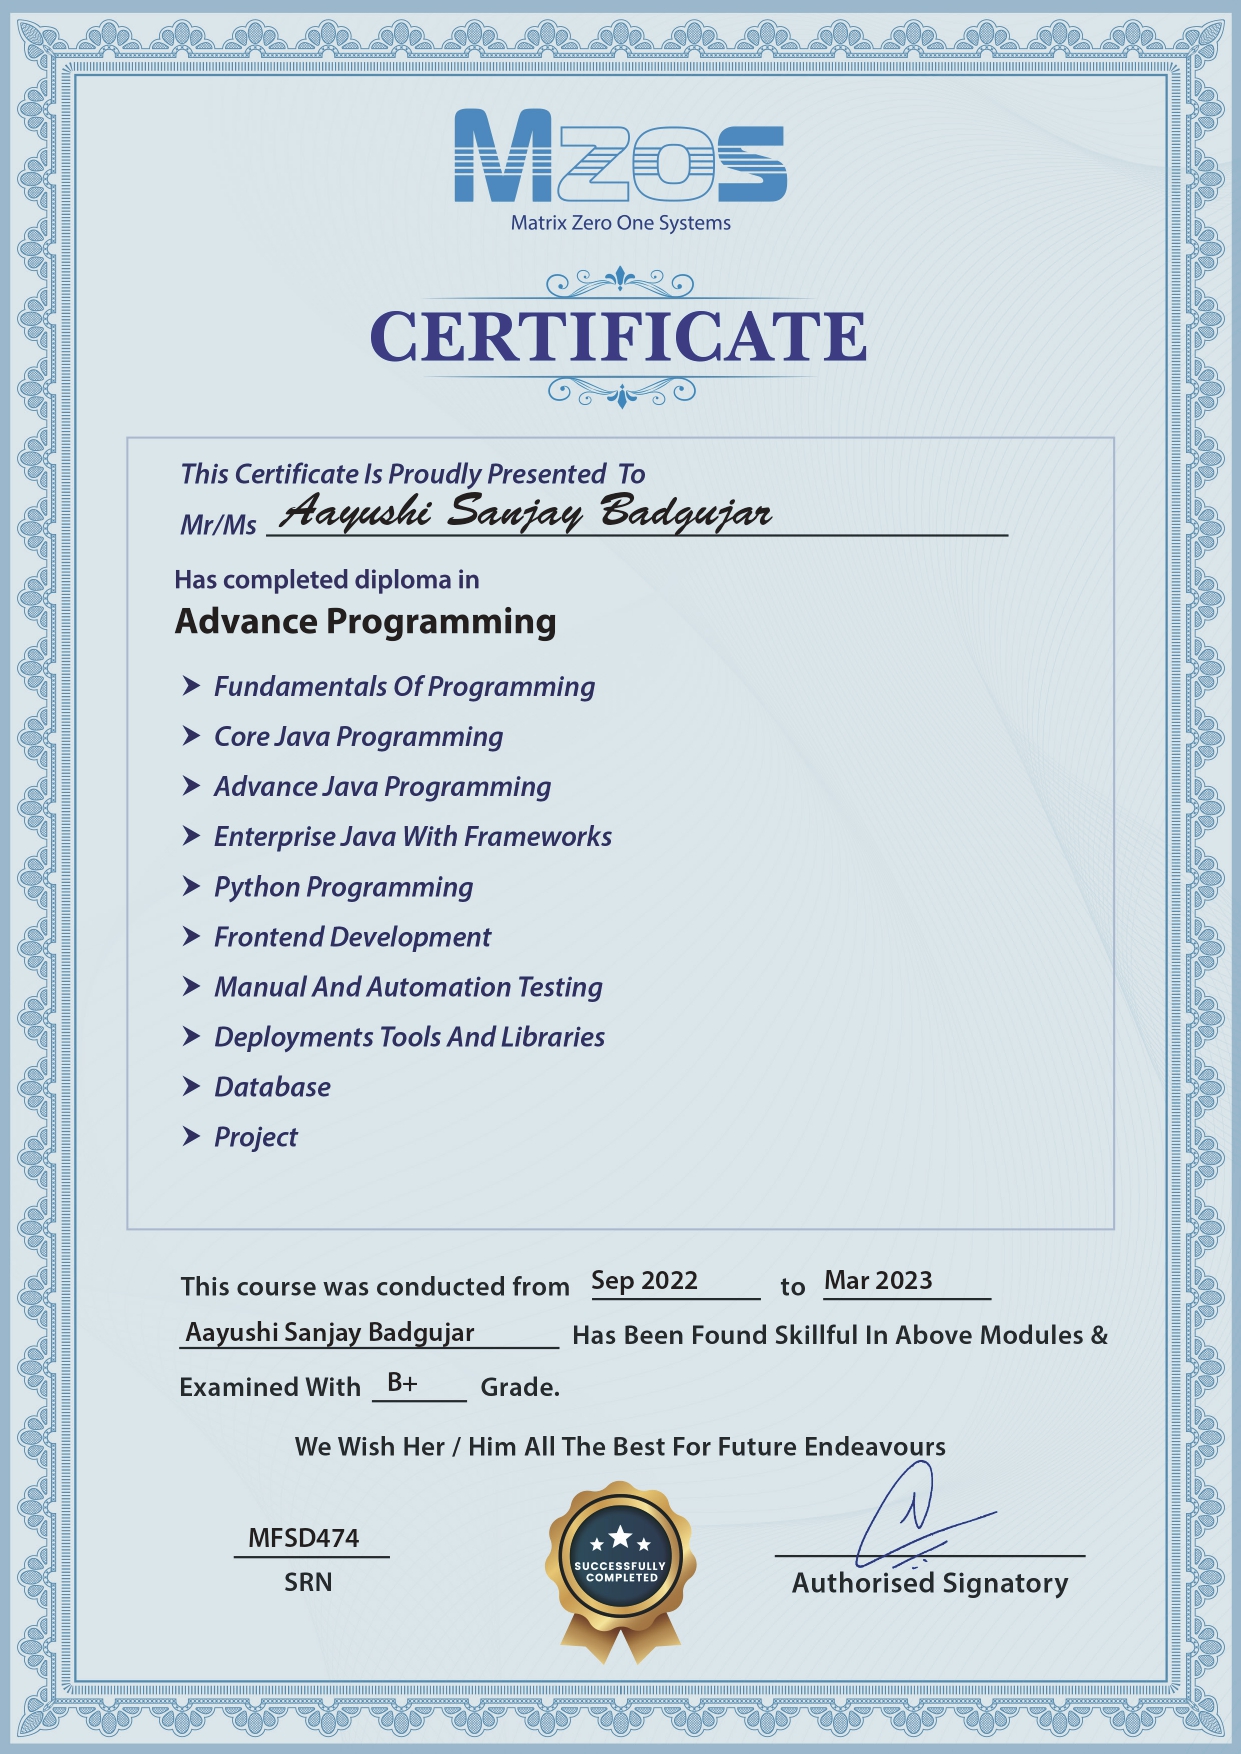 MZOS
Matrix Zero One Systems
CERTIFICATE
This Certificate Is Proudly Presented To
Mr/Ms Aayushi Sanjay Badgujar
Has completed diploma in
Advance Programming
➤ Fundamentals Of Programming
➤ Core Java Programming
➤ Advance Java Programming
➤ Enterprise Java With Frameworks
➤ Python Programming
➤ Frontend Development
➤ Manual And Automation Testing
➤ Deployments Tools And Libraries
➤ Database
➤ Project
This course was conducted from Sep 2022 to Mar 2023
Aayushi Sanjay Badgujar Has Been Found Skillful In Above Modules &
Examined With B+ Grade.
We Wish Her / Him All The Best For Future Endeavours
MFSD474
SRN
SUCCESSFULLY
COMPLETED
Authorised Signatory